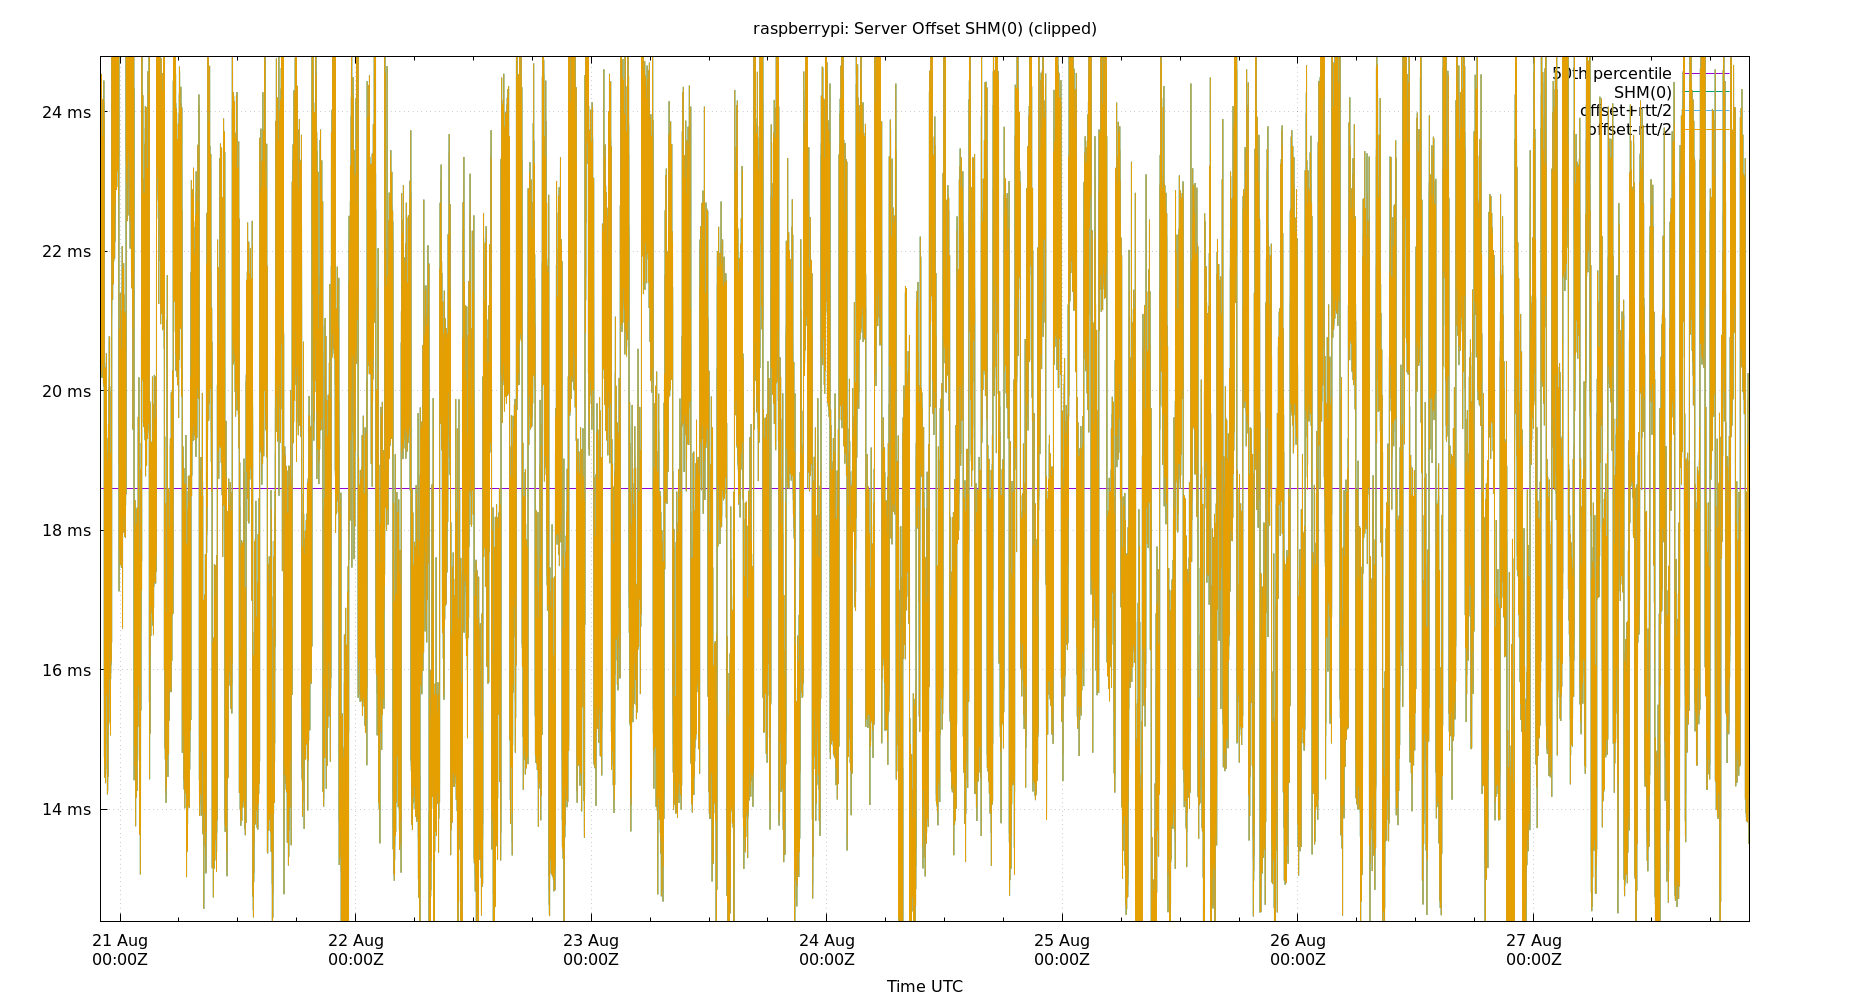 raspberrypi: Server Offset SHM(0) (clipped)
50th percentile
SHM(0)
offset+rtt/2
offset-rtt/2
24 ms
22 ms
20 ms
18 ms
16 ms
14 ms
21 Aug 22 Aug 23 Aug 24 Aug 25 Aug 26 Aug 27 Aug
00:00Z 00:00Z 00:00Z 00:00Z 00:00Z 00:00Z 00:00Z
Time UTC